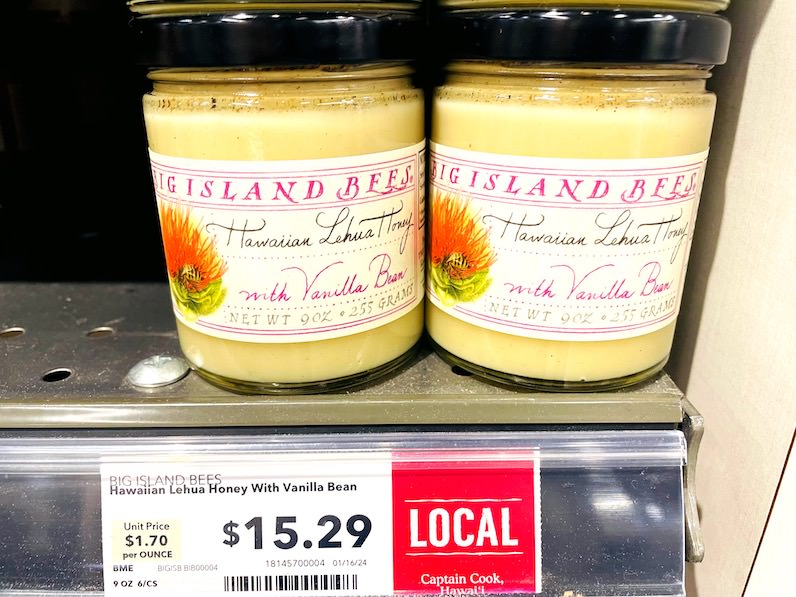 BIG ISLAND BEES.
Hawaiian Lehua Honey
with Vanilla Bean
NET WT 9OZ • 255 GRAMS
BIG ISLAND BEES.
Hawaiian Lehua Honey
with Vanilla Bean
NET WT 9OZ • 255 GRAMS
BIG ISLAND BEES
Hawaiian Lehua Honey With Vanilla Bean
Unit Price
$1.70
per OUNCE
$15.29
BME BIGISB BIB00004
18145700004 01/16/24
9 OZ 6/CS
LOCAL
Captain Cook,
Hawai'i